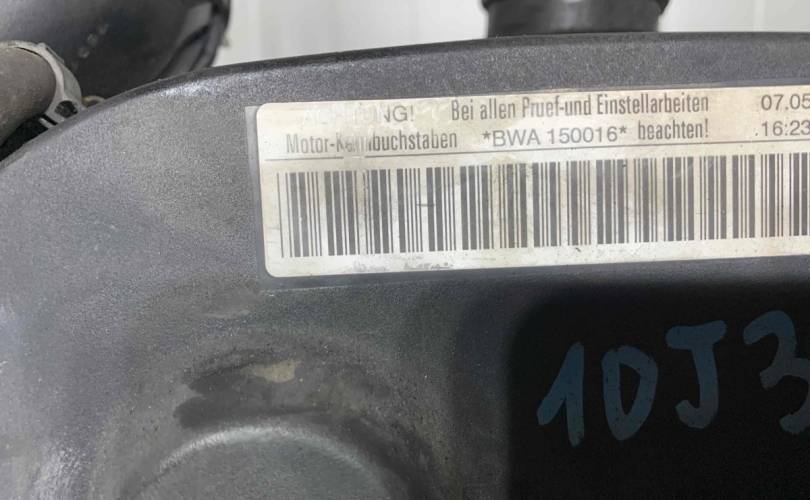 ACHTUNG! Bei allen Pruef-und Einstellarbeiten 07.05
Motor-Kennbuchstaben *BWA 150016* beachten! .16:23
10J3